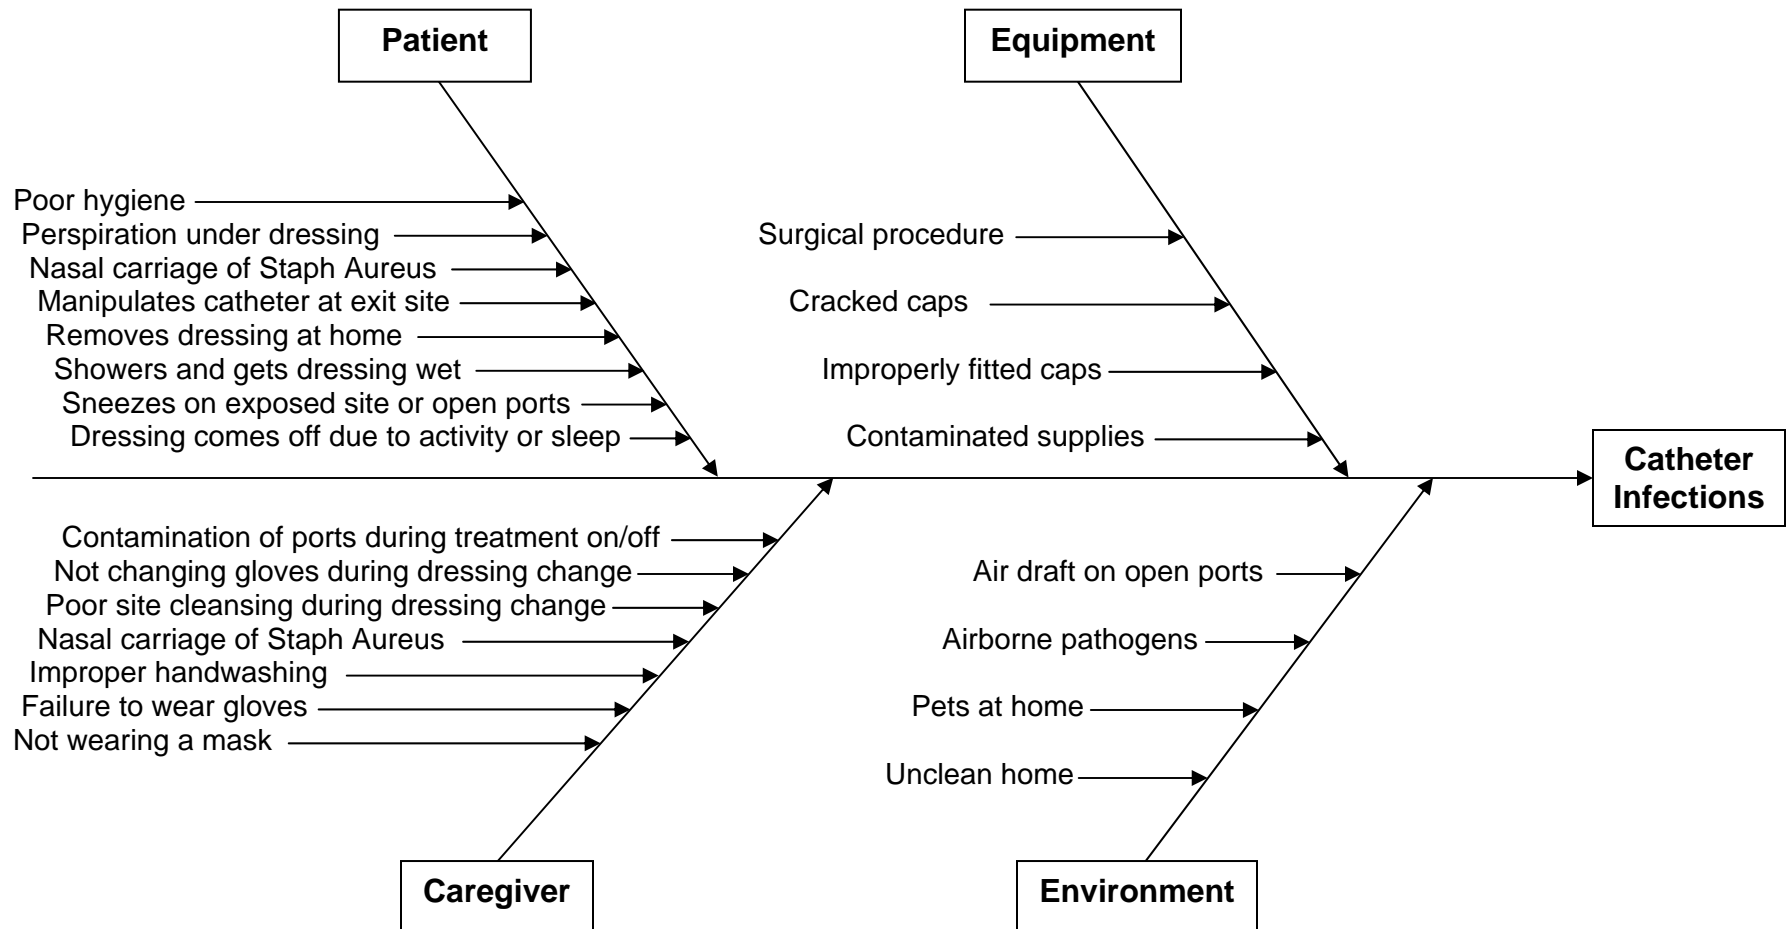 Patient
Equipment
Poor hygiene
Perspiration under dressing
Nasal carriage of Staph Aureus
Manipulates catheter at exit site
Removes dressing at home
Showers and gets dressing wet
Sneezes on exposed site or open ports
Dressing comes off due to activity or sleep
Surgical procedure
Cracked caps
Improperly fitted caps
Contaminated supplies
Catheter
Infections
Contamination of ports during treatment on/off
Not changing gloves during dressing change
Poor site cleansing during dressing change
Nasal carriage of Staph Aureus
Improper handwashing
Failure to wear gloves
Not wearing a mask
Air draft on open ports
Airborne pathogens
Pets at home
Unclean home
Caregiver
Environment